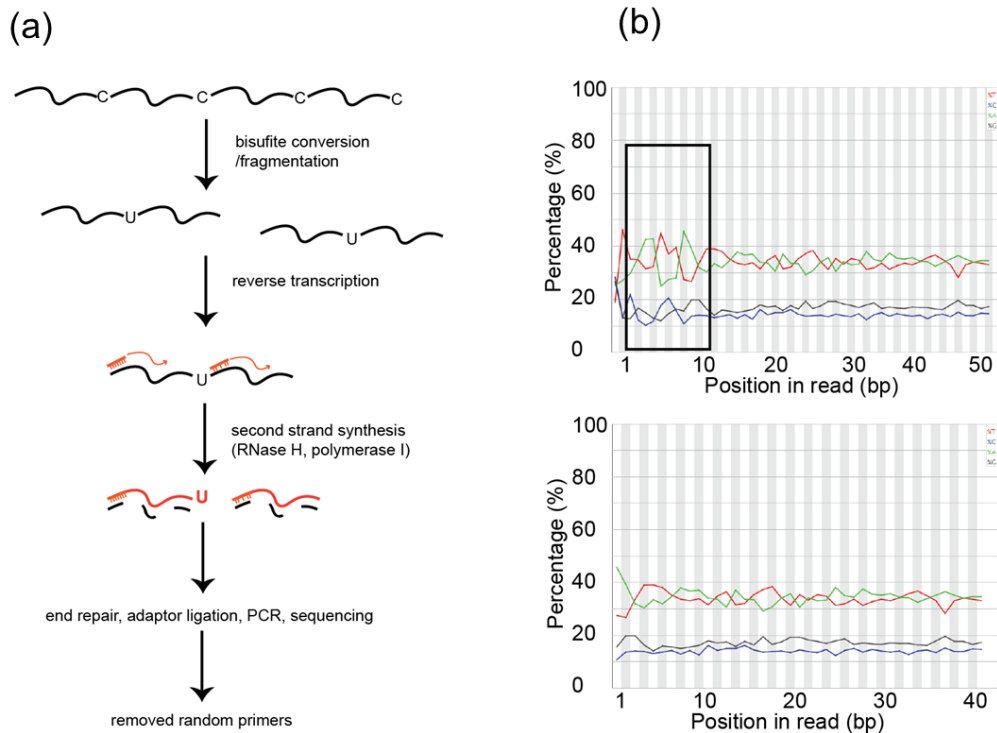 (a)
C
C
C
C
bisufite conversion
/fragmentation
U
U
reverse transcription
U
second strand synthesis
(RNase H, polymerase I)
U
end repair, adaptor ligation, PCR, sequencing
removed random primers
(b)
100
80
60
40
20
0
Percentage (%)
%T
%C
%A
%G
1
10
20
30
40
50
Position in read (bp)
100
80
60
40
20
0
Percentage (%)
%T
%C
%A
%G
1
10
20
30
40
Position in read (bp)